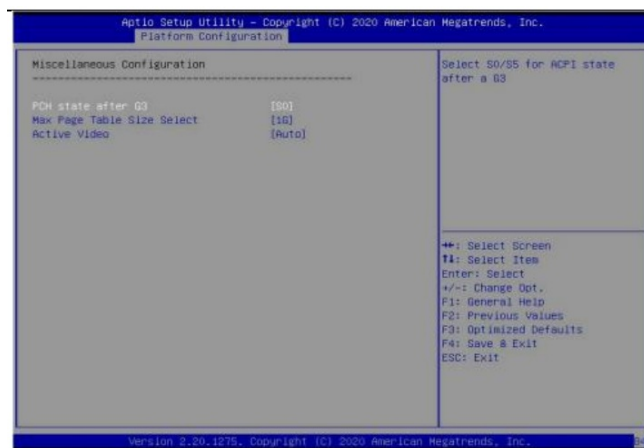 Aptio Setup Utility – Copyright (C) 2020 American Megatrends, Inc.
Platform Configuration
Miscellaneous Configuration
--------------------------------------------------
PCH state after G3 [S0]
Max Page Table Size Select [1G]
Active Video [Auto]
Select S0/S5 for ACPI state
after a G3
→←: Select Screen
↑↓: Select Item
Enter: Select
+/-: Change Opt.
F1: General Help
F2: Previous Values
F3: Optimized Defaults
F4: Save & Exit
ESC: Exit
Version 2.20.1275. Copyright (C) 2020 American Megatrends, Inc.